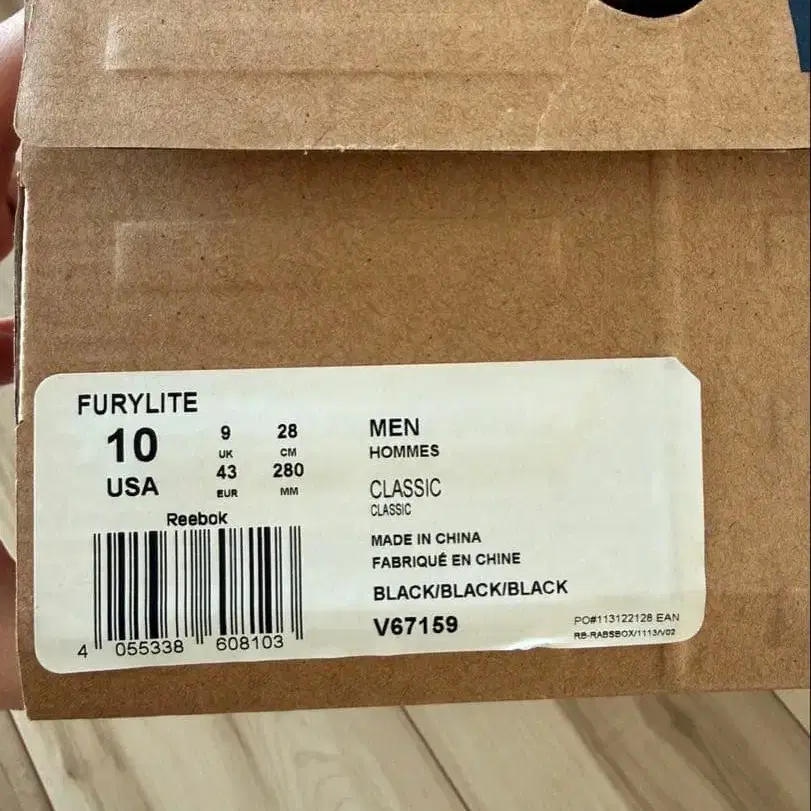 FURYLITE
10
USA
9
UK
43
EUR
28
CM
280
MM
Reebok
4 055338 608103
MEN
HOMMES
CLASSIC
CLASSIC
MADE IN CHINA
FABRIQUÉ EN CHINE
BLACK/BLACK/BLACK
V67159
PO#113122128 EAN
RB-RABSBOX/1113/V02